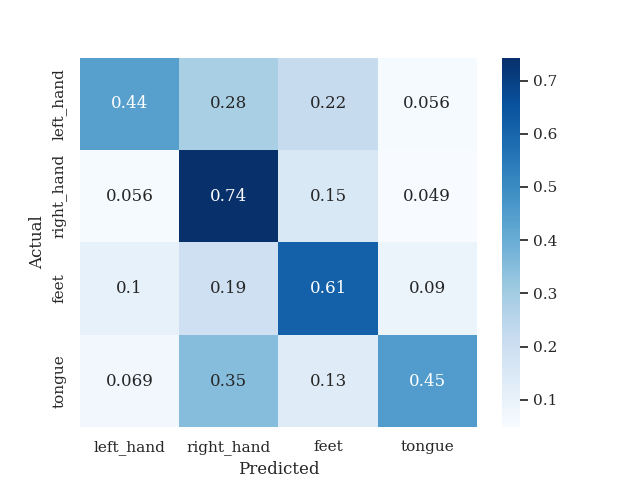 left_hand 0.44 0.28 0.22 0.056
right_hand 0.056 0.74 0.15 0.049
feet 0.1 0.19 0.61 0.09
tongue 0.069 0.35 0.13 0.45
Actual
left_hand right_hand feet tongue
Predicted
0.7
0.6
0.5
0.4
0.3
0.2
0.1